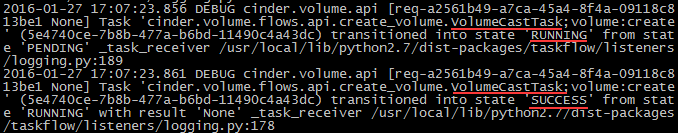 2016-01-27 17:07:23.856 DEBUG cinder.volume.api [req-a2561b49-a7ca-45a4-8f4a-09118c8
13be1 None] Task 'cinder.volume.flows.api.create_volume.VolumeCastTask;volume:create
' (5e4740ce-7b8b-477a-b6bd-11490c4a43dc) transitioned into state 'RUNNING' from stat
e 'PENDING' _task_receiver /usr/local/lib/python2.7/dist-packages/taskflow/listeners
/logging.py:189
2016-01-27 17:07:23.861 DEBUG cinder.volume.api [req-a2561b49-a7ca-45a4-8f4a-09118c8
13be1 None] Task 'cinder.volume.flows.api.create_volume.VolumeCastTask;volume:create
' (5e4740ce-7b8b-477a-b6bd-11490c4a43dc) transitioned into state 'SUCCESS' from stat
e 'RUNNING' with result 'None' _task_receiver /usr/local/lib/python2.7/dist-packages
/taskflow/listeners/logging.py:178